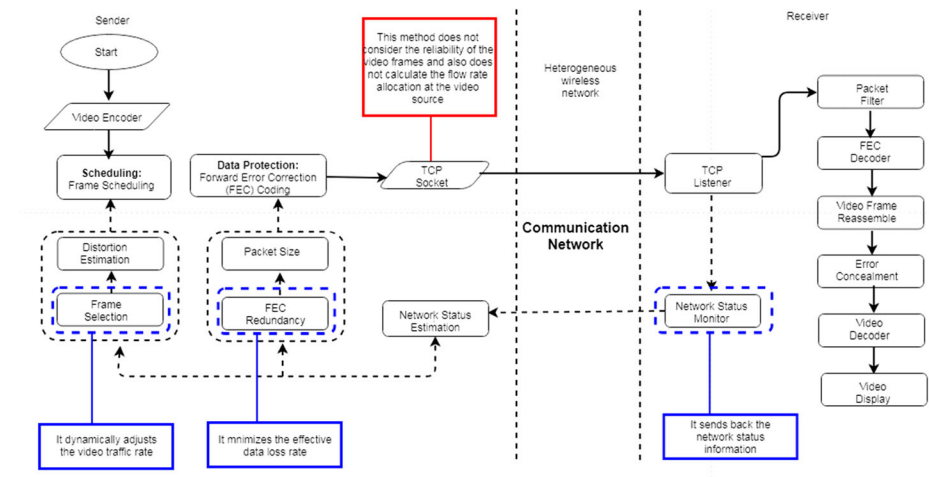 Sender
Receiver
Start
This method does not
consider the reliability of the
video frames and also does
not calculate the flow rate
allocation at the video
source
Heterogeneous
wireless
network
Packet
Filter
Video Encoder
FEC
Decoder
Scheduling:
Frame Scheduling
Data Protection:
Forward Error Correction
(FEC) Coding
TCP
Socket
TCP
Listener
Video Frame
Reassemble
Communication
Network
Distortion
Estimation
Packet Size
Error
Concealment
Frame
Selection
FEC
Redundancy
Network Status
Estimation
Network Status
Monitor
Video
Decoder
Video
Display
It dynamically adjusts
the video traffic rate
It mnimizes the effective
data loss rate
It sends back the
network status
information